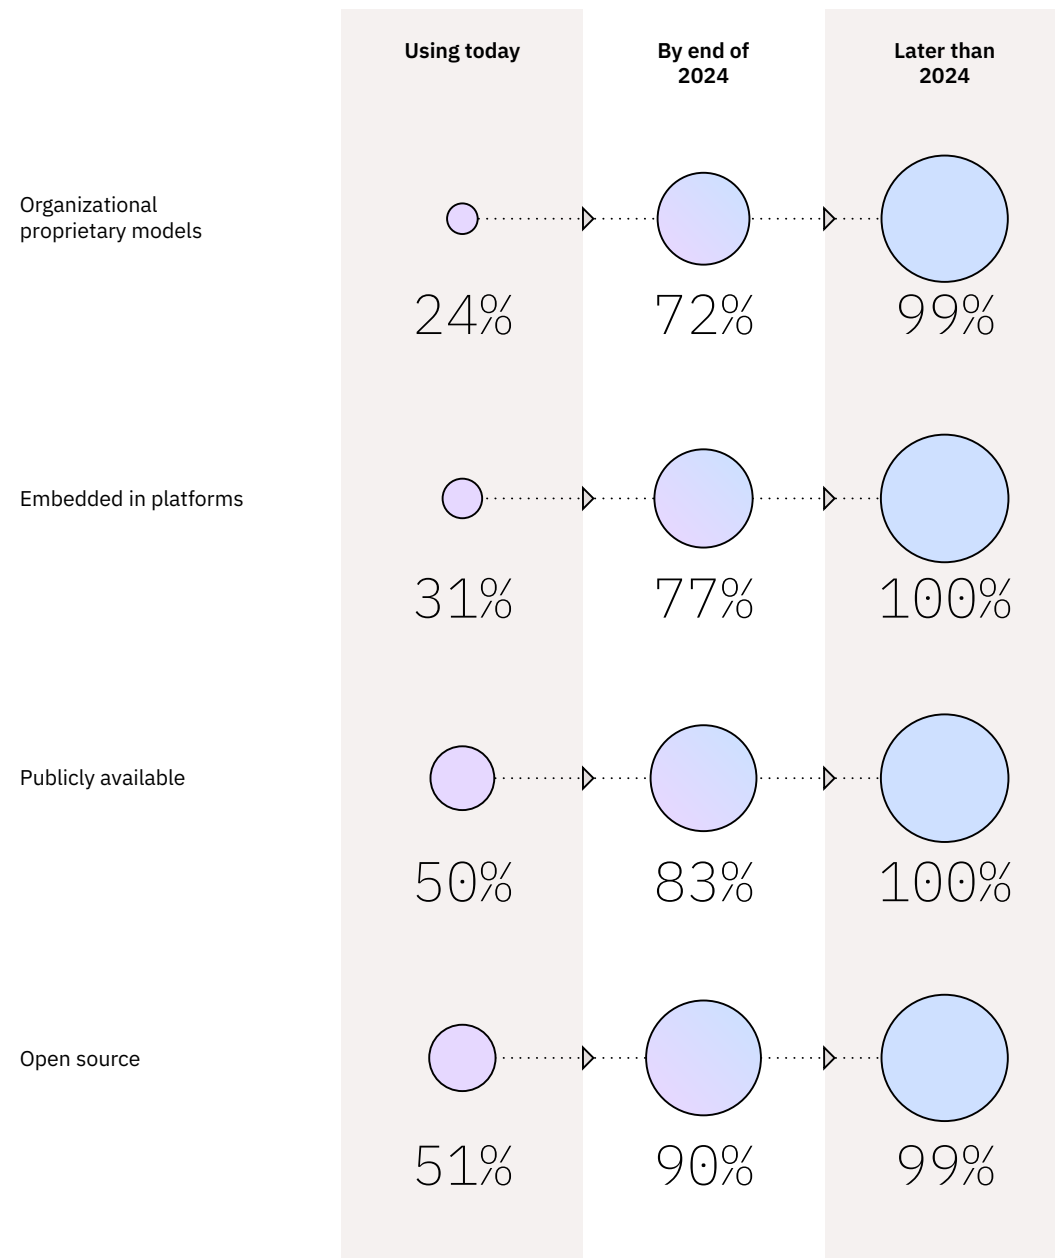 Using today
By end of
2024
Later than
2024
Organizational
proprietary models
24%
72%
99%
Embedded in platforms
31%
77%
100%
Publicly available
50%
83%
100%
Open source
51%
90%
99%